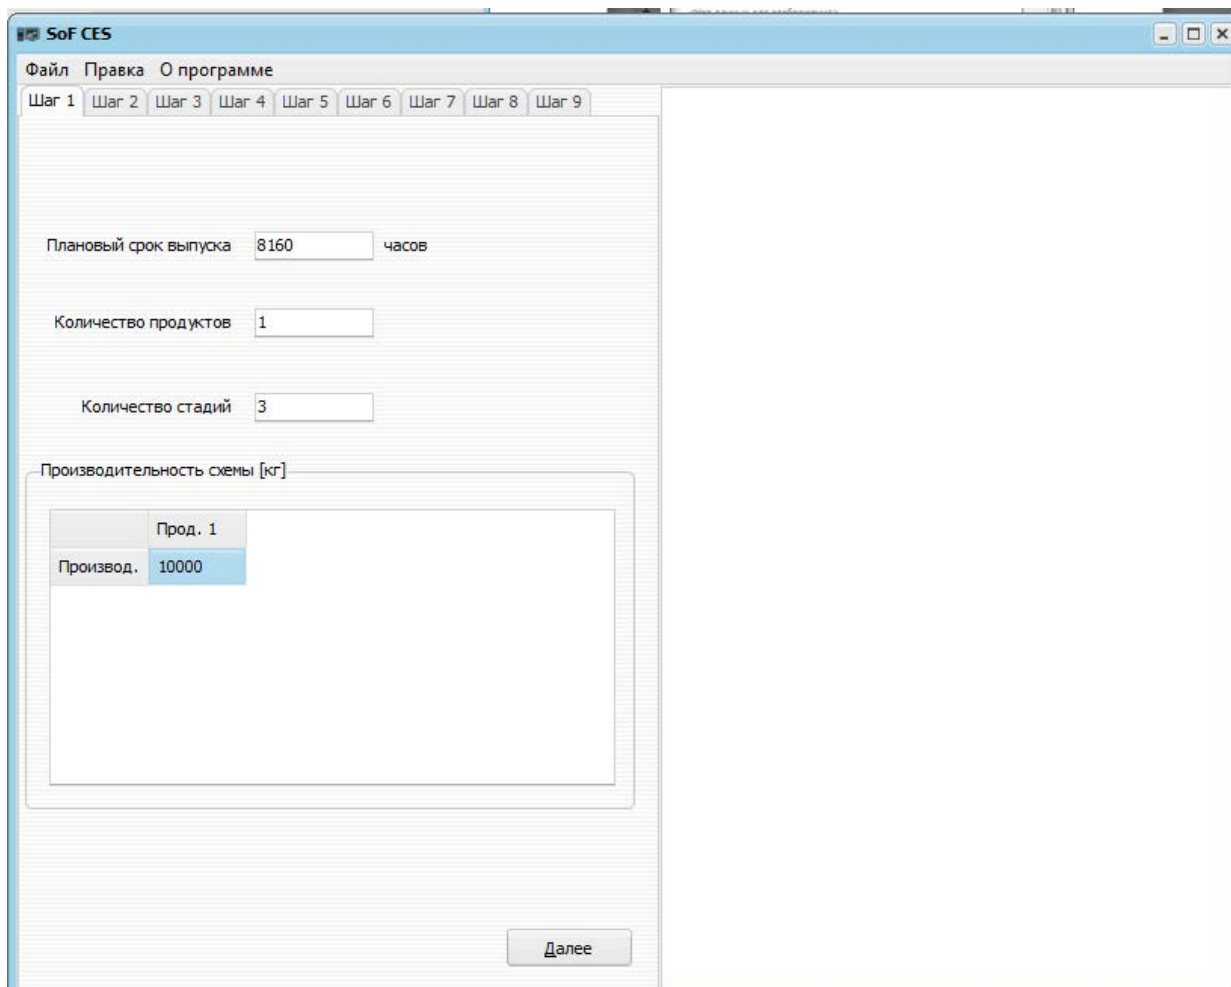 SoF CES
Файл Правка О программе
Шаг 1 Шаг 2 Шаг 3 Шаг 4 Шаг 5 Шаг 6 Шаг 7 Шаг 8 Шаг 9
Плановый срок выпуска 8160 часов
Количество продуктов 1
Количество стадий 3
Производительность схемы [кг]
Прод. 1
Производ. 10000
Далее